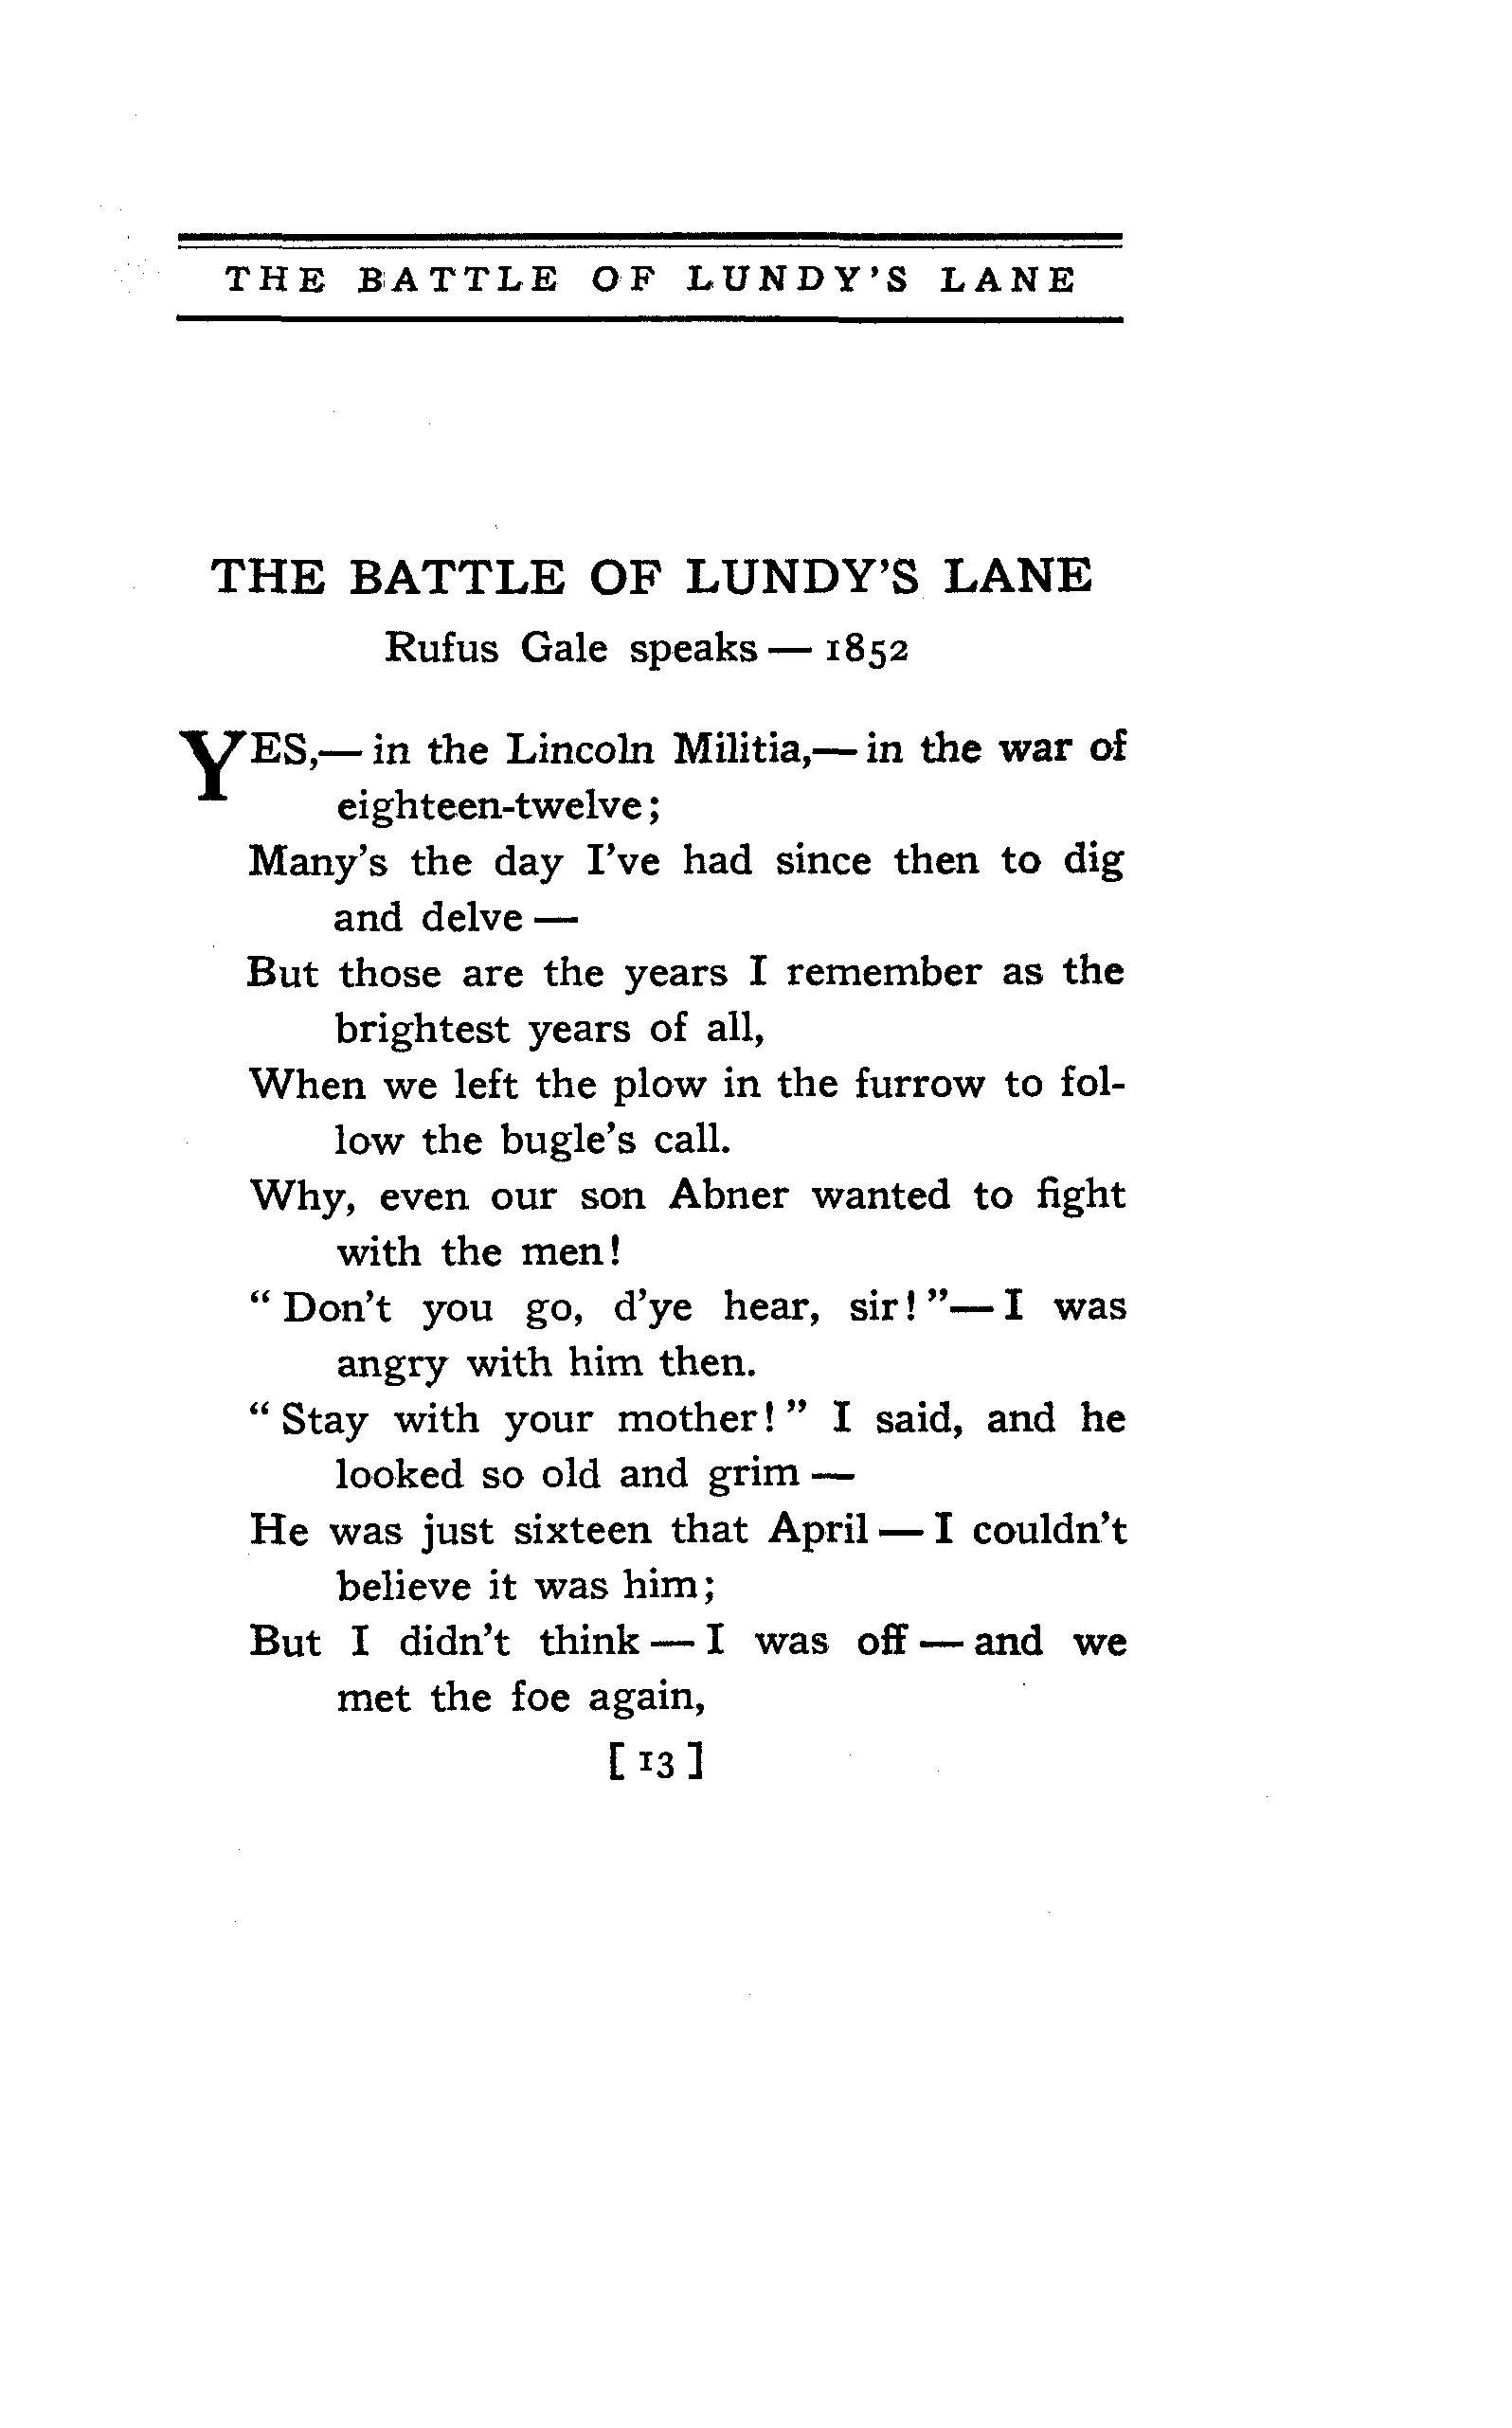 THE BATTLE OF LUNDY'S LANE
THE BATTLE OF LUNDY'S LANE
Rufus Gale speaks — 1852
YES,— in the Lincoln Militia,— in the war of
eighteen-twelve;
Many's the day I've had since then to dig
and delve —
But those are the years I remember as the
brightest years of all,
When we left the plow in the furrow to fol-
low the bugle's call.
Why, even our son Abner wanted to fight
with the men!
“ Don't you go, d'ye hear, sir! ”— I was
angry with him then.
“ Stay with your mother! ” I said, and he
looked so old and grim —
He was just sixteen that April — I couldn't
believe it was him;
But I didn't think — I was off — and we
met the foe again,
[ 13 ]